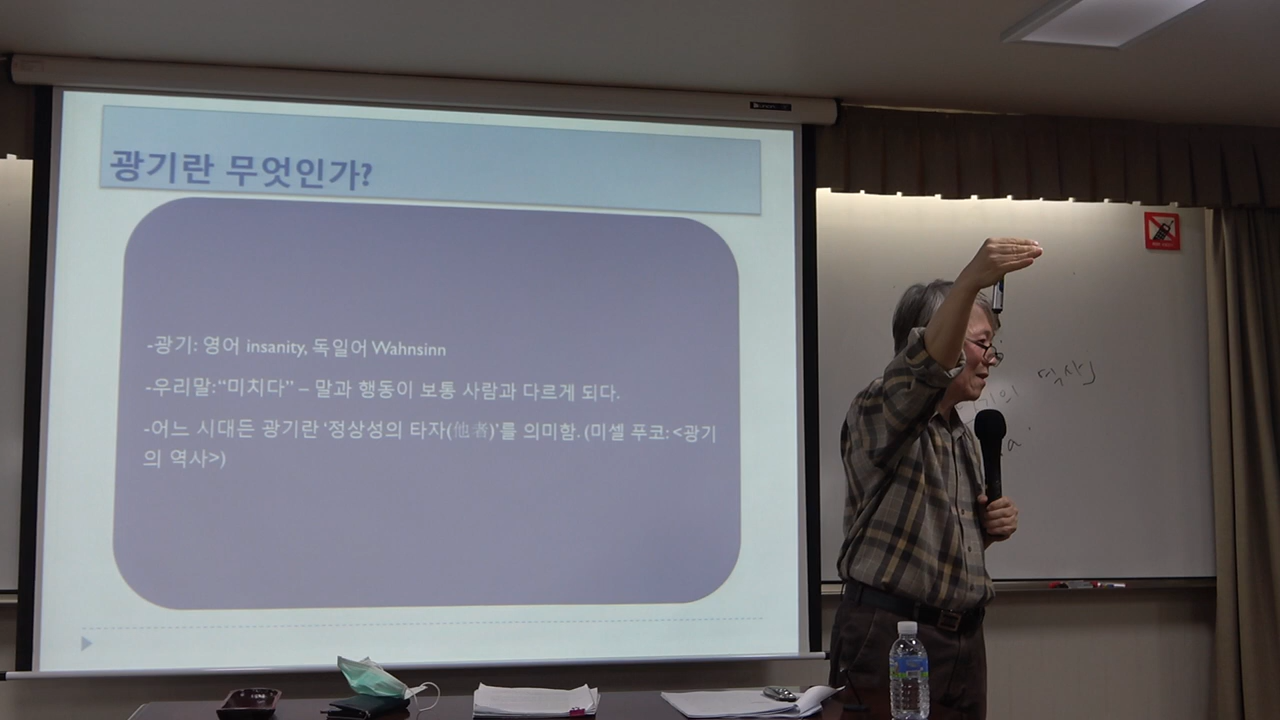 광기란 무엇인가?
-광기: 영어 insanity, 독일어 Wahnsinn
-우리말:“미치다” – 말과 행동이 보통 사람과 다르게 되다.
-어느 시대든 광기란 ‘정상성의 타자(他者)’를 의미함. (미셸 푸코: <광기
의 역사>)
역사」